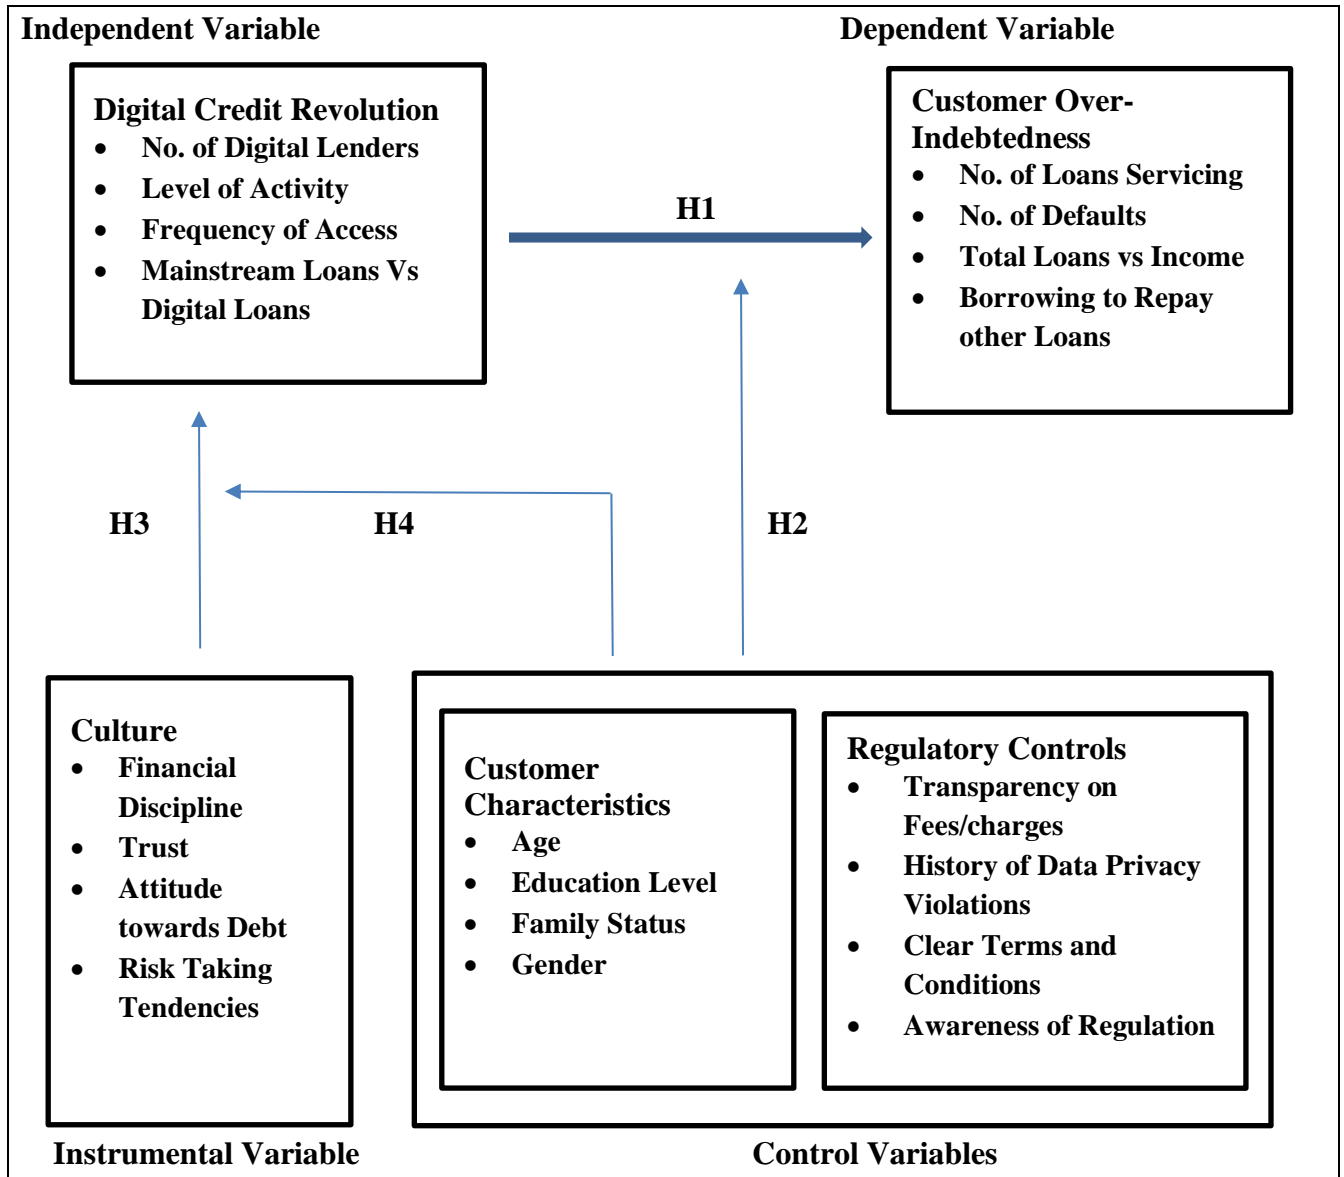 Independent Variable
Dependent Variable
Digital Credit Revolution
• No. of Digital Lenders
• Level of Activity
• Frequency of Access
• Mainstream Loans Vs
Digital Loans
H1
Customer Over-
Indebtedness
• No. of Loans Servicing
• No. of Defaults
• Total Loans vs Income
• Borrowing to Repay
other Loans
H3
H4
H2
Culture
• Financial
Discipline
• Trust
• Attitude
towards Debt
• Risk Taking
Tendencies
Customer
Characteristics
• Age
• Education Level
• Family Status
• Gender
Regulatory Controls
• Transparency on
Fees/charges
• History of Data Privacy
Violations
• Clear Terms and
Conditions
• Awareness of Regulation
Instrumental Variable
Control Variables